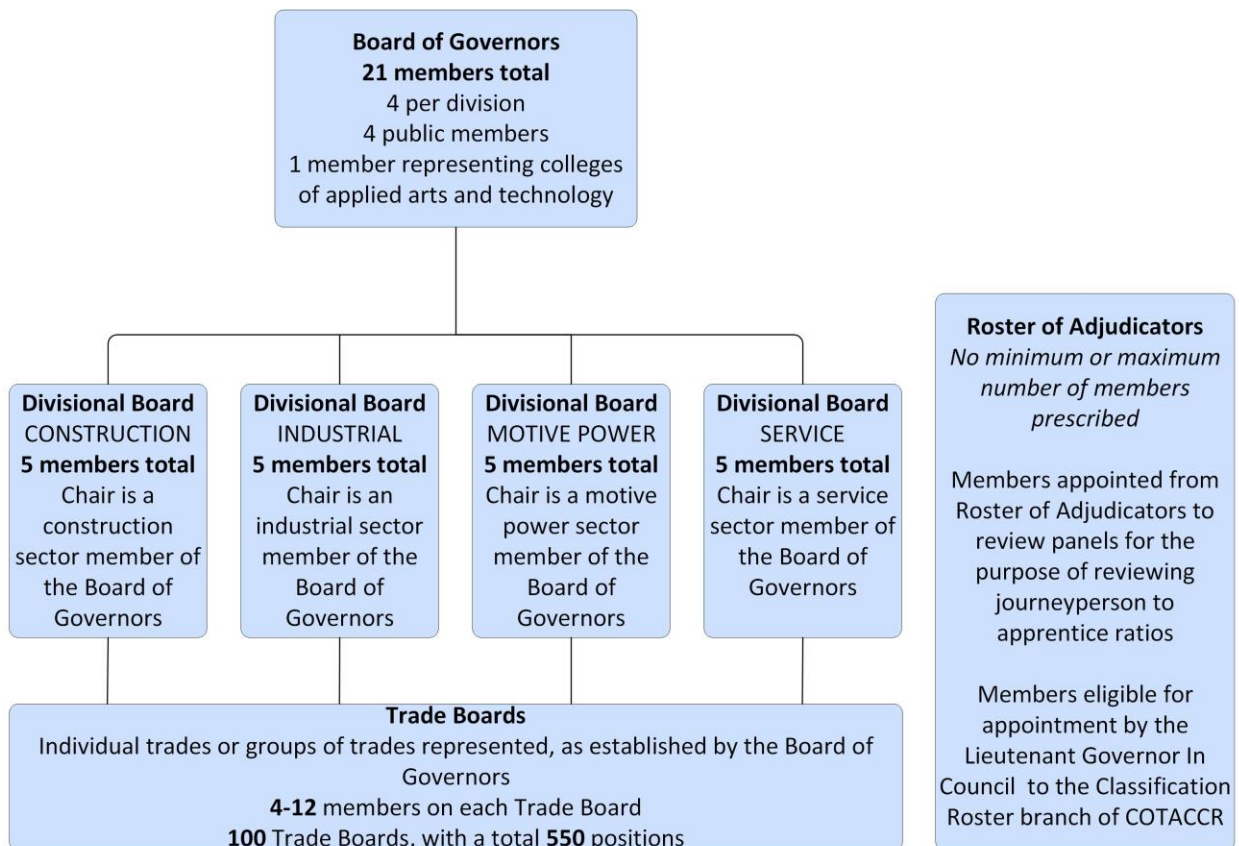 Board of Governors
21 members total
4 per division
4 public members
1 member representing colleges
of applied arts and technology
Divisional Board
CONSTRUCTION
5 members total
Chair is a
construction
sector member of
the Board of
Governors
Divisional Board
INDUSTRIAL
5 members total
Chair is an
industrial sector
member of the
Board of
Governors
Divisional Board
MOTIVE POWER
5 members total
Chair is a motive
power sector
member of the
Board of
Governors
Divisional Board
SERVICE
5 members total
Chair is a service
sector member of
the Board of
Governors
Trade Boards
Individual trades or groups of trades represented, as established by the Board of
Governors
4-12 members on each Trade Board
100 Trade Boards, with a total 550 positions
Roster of Adjudicators
No minimum or maximum
number of members
prescribed
Members appointed from
Roster of Adjudicators to
review panels for the
purpose of reviewing
journeyperson to
apprentice ratios
Members eligible for
appointment by the
Lieutenant Governor In
Council to the Classification
Roster branch of COTACCR